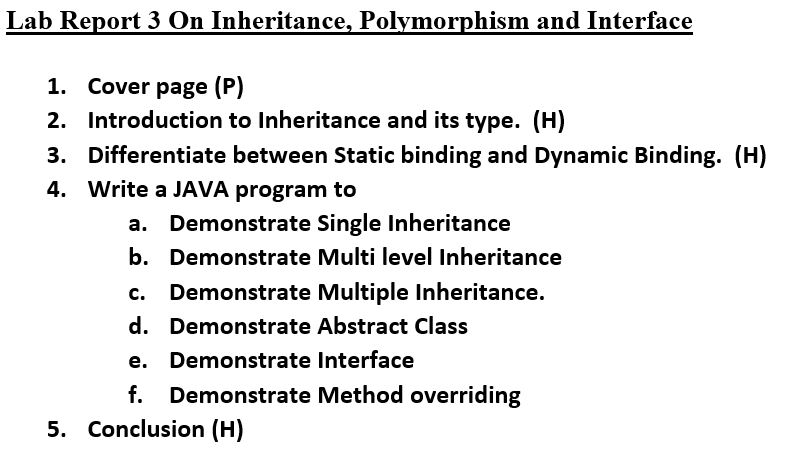 Lab Report 3 On Inheritance, Polymorphism and Interface
1. Cover page (P)
2. Introduction to Inheritance and its type. (H)
3. Differentiate between Static binding and Dynamic Binding. (H)
4. Write a JAVA program to
a. Demonstrate Single Inheritance
b. Demonstrate Multi level Inheritance
c. Demonstrate Multiple Inheritance.
d. Demonstrate Abstract Class
e. Demonstrate Interface
f. Demonstrate Method overriding
5. Conclusion (H)